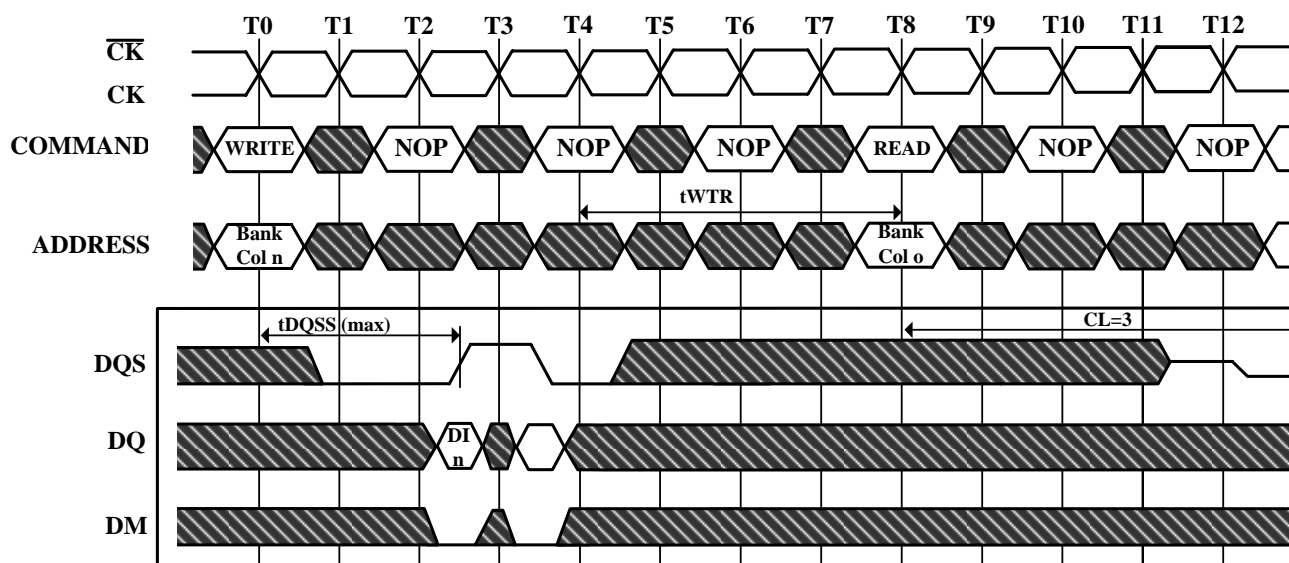 T0 T1 T2 T3 T4 T5 T6 T7 T8 T9 T10 T11 T12
CK
CK
COMMAND WRITE NOP NOP NOP READ NOP NOP
tWTR
ADDRESS Bank Col n Bank Col o
tDQSS (max) CL=3
DQS
DQ DI n
DM